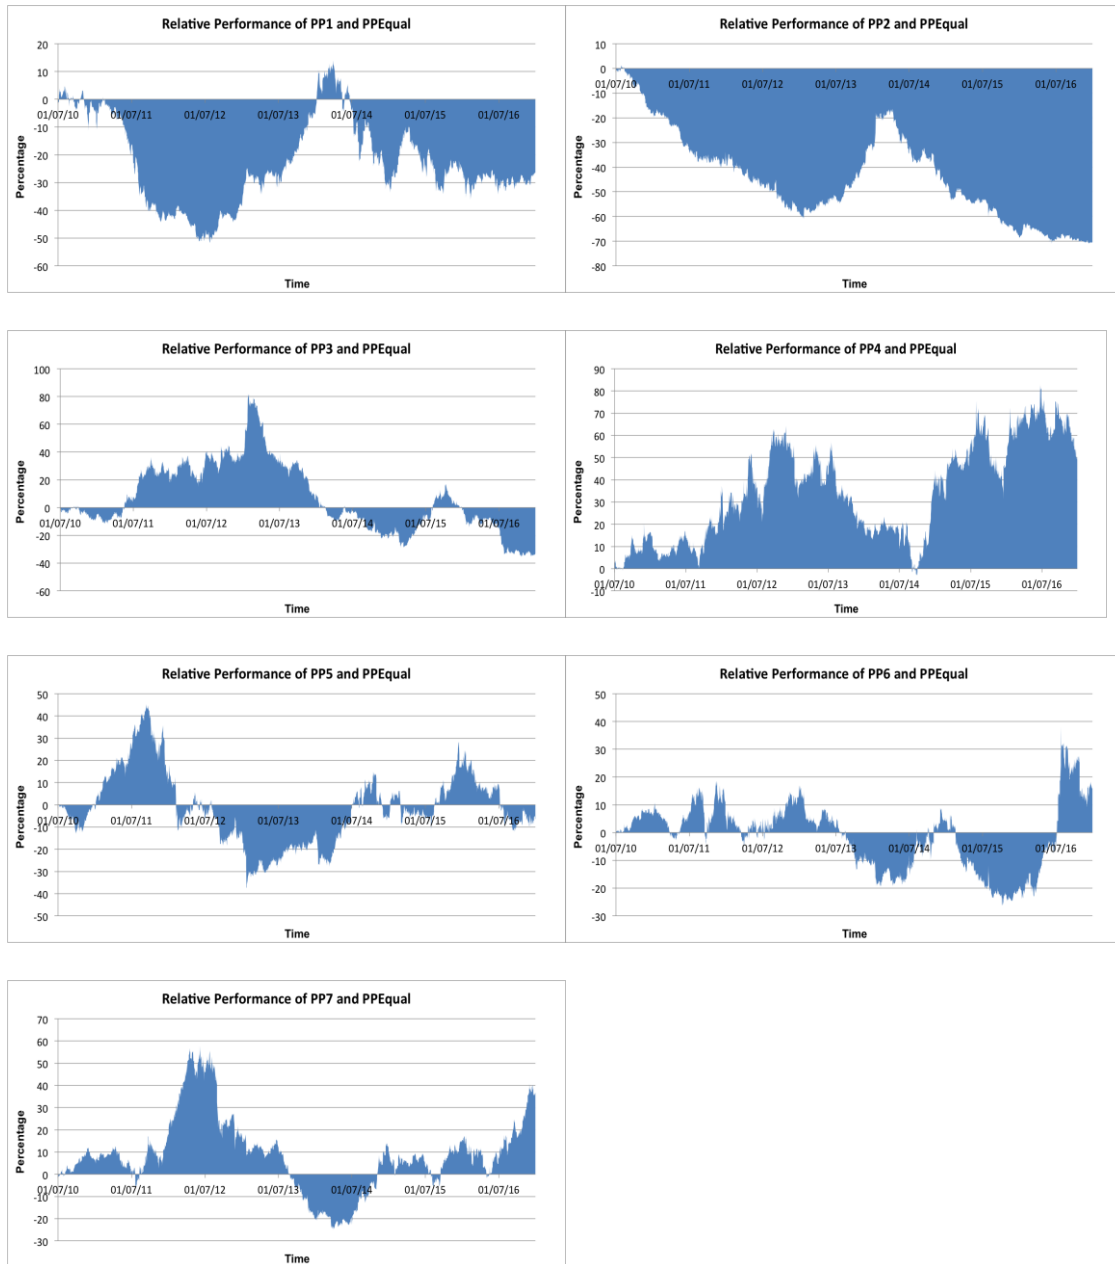 Relative Performance of PP1 and PPEqual
20
10
0
-10
-20
-30
-40
-50
-60
01/07/10 01/07/11 01/07/12 01/07/13 01/07/14 01/07/15 01/07/16
Percentage
Time
Relative Performance of PP2 and PPEqual
10
0
-10
-20
-30
-40
-50
-60
-70
-80
01/07/10 01/07/11 01/07/12 01/07/13 01/07/14 01/07/15 01/07/16
Percentage
Time
Relative Performance of PP3 and PPEqual
100
80
60
40
20
0
-20
-40
-60
01/07/10 01/07/11 01/07/12 01/07/13 01/07/14 01/07/15 01/07/16
Percentage
Time
Relative Performance of PP4 and PPEqual
90
80
70
60
50
40
30
20
10
0
-10
01/07/10 01/07/11 01/07/12 01/07/13 01/07/14 01/07/15 01/07/16
Percentage
Time
Relative Performance of PP5 and PPEqual
50
40
30
20
10
0
-10
-20
-30
-40
-50
01/07/10 01/07/11 01/07/12 01/07/13 01/07/14 01/07/15 01/07/16
Percentage
Time
Relative Performance of PP6 and PPEqual
50
40
30
20
10
0
-10
-20
-30
01/07/10 01/07/11 01/07/12 01/07/13 01/07/14 01/07/15 01/07/16
Percentage
Time
Relative Performance of PP7 and PPEqual
70
60
50
40
30
20
10
0
-10
-20
-30
01/07/10 01/07/11 01/07/12 01/07/13 01/07/14 01/07/15 01/07/16
Percentage
Time